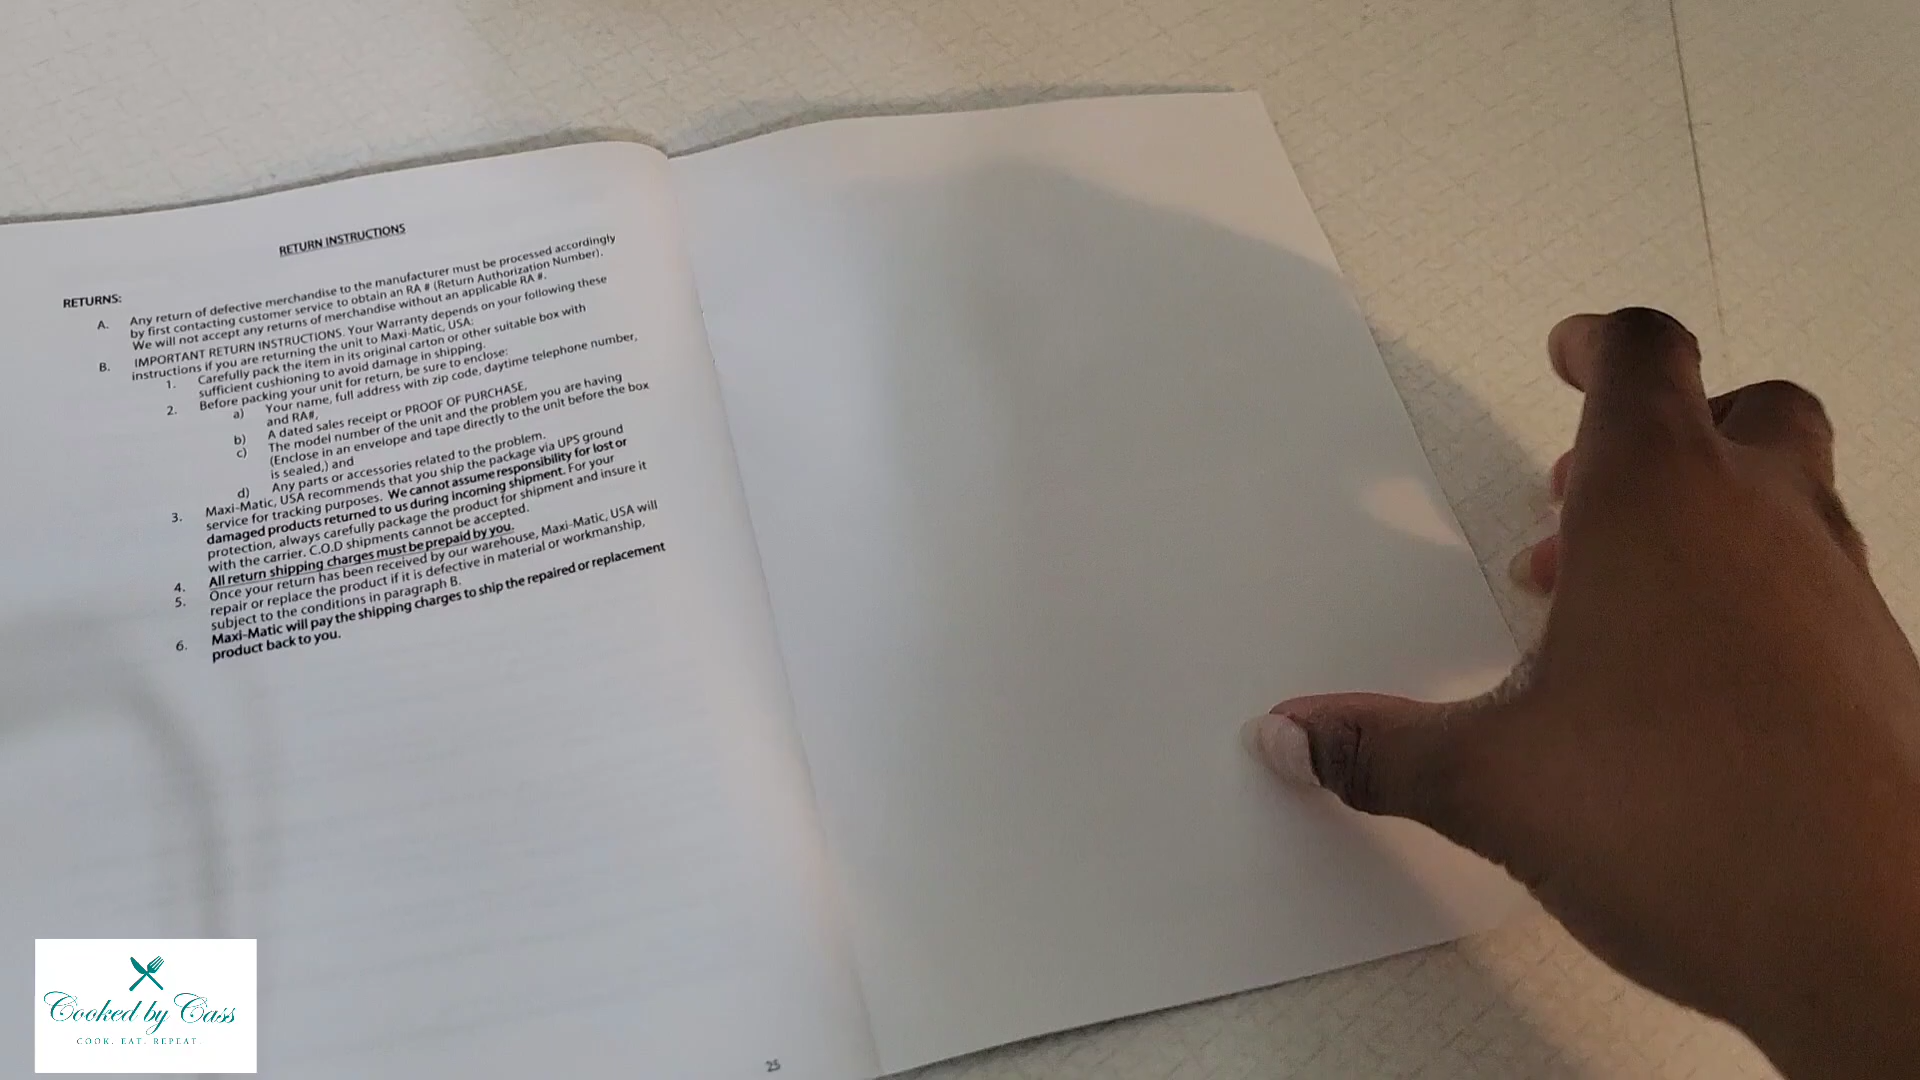 RETURN INSTRUCTIONS
RETURNS:
A. Any return of defective merchandise to the manufacturer must be processed accordingly
by first contacting customer service to obtain an RA # (Return Authorization Number).
We will not accept any returns of merchandise without an applicable RA #.
B. IMPORTANT RETURN INSTRUCTIONS. Your Warranty depends on your following these
instructions if you are returning the unit to Maxi-Matic, USA:
1. Carefully pack the item in its original carton or other suitable box with
sufficient cushioning to avoid damage in shipping.
2. Before packing your unit for return, be sure to enclose:
a) Your name, full address with zip code, daytime telephone number,
and RA#,
b) A dated sales receipt or PROOF OF PURCHASE,
c) The model number of the unit and the problem you are having
(Enclose in an envelope and tape directly to the unit before the box
is sealed,) and
d) Any parts or accessories related to the problem.
3. Maxi-Matic, USA recommends that you ship the package via UPS ground
service for tracking purposes. We cannot assume responsibility for lost or
damaged products returned to us during incoming shipment. For your
protection, always carefully package the product for shipment and insure it
with the carrier. C.O.D shipments cannot be accepted.
4. All return shipping charges must be prepaid by you.
5. Once your return has been received by our warehouse, Maxi-Matic, USA will
repair or replace the product if it is defective in material or workmanship,
subject to the conditions in paragraph B.
6. Maxi-Matic will pay the shipping charges to ship the repaired or replacement
product back to you.
25
Cooked by Cass
COOK. EAT. REPEAT